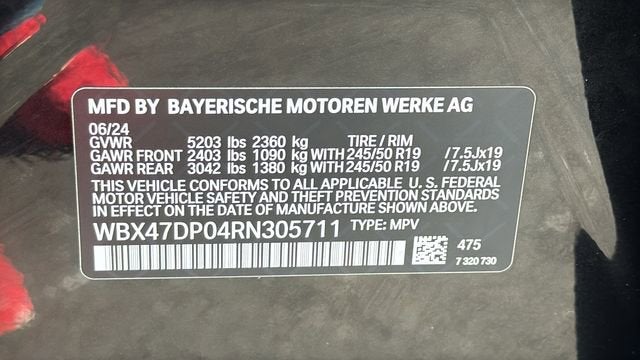 MFD BY BAYERISCHE MOTOREN WERKE AG
06/24
GVWR 5203 lbs 2360 kg TIRE / RIM
GAWR FRONT 2403 lbs 1090 kg WITH 245/50 R19 / 7.5Jx19
GAWR REAR 3042 lbs 1380 kg WITH 245/50 R19 / 7.5Jx19
THIS VEHICLE CONFORMS TO ALL APPLICABLE U. S. FEDERAL
MOTOR VEHICLE SAFETY AND THEFT PREVENTION STANDARDS
IN EFFECT ON THE DATE OF MANUFACTURE SHOWN ABOVE.
WBX47DP04RN305711 TYPE: MPV
475
7 320 730